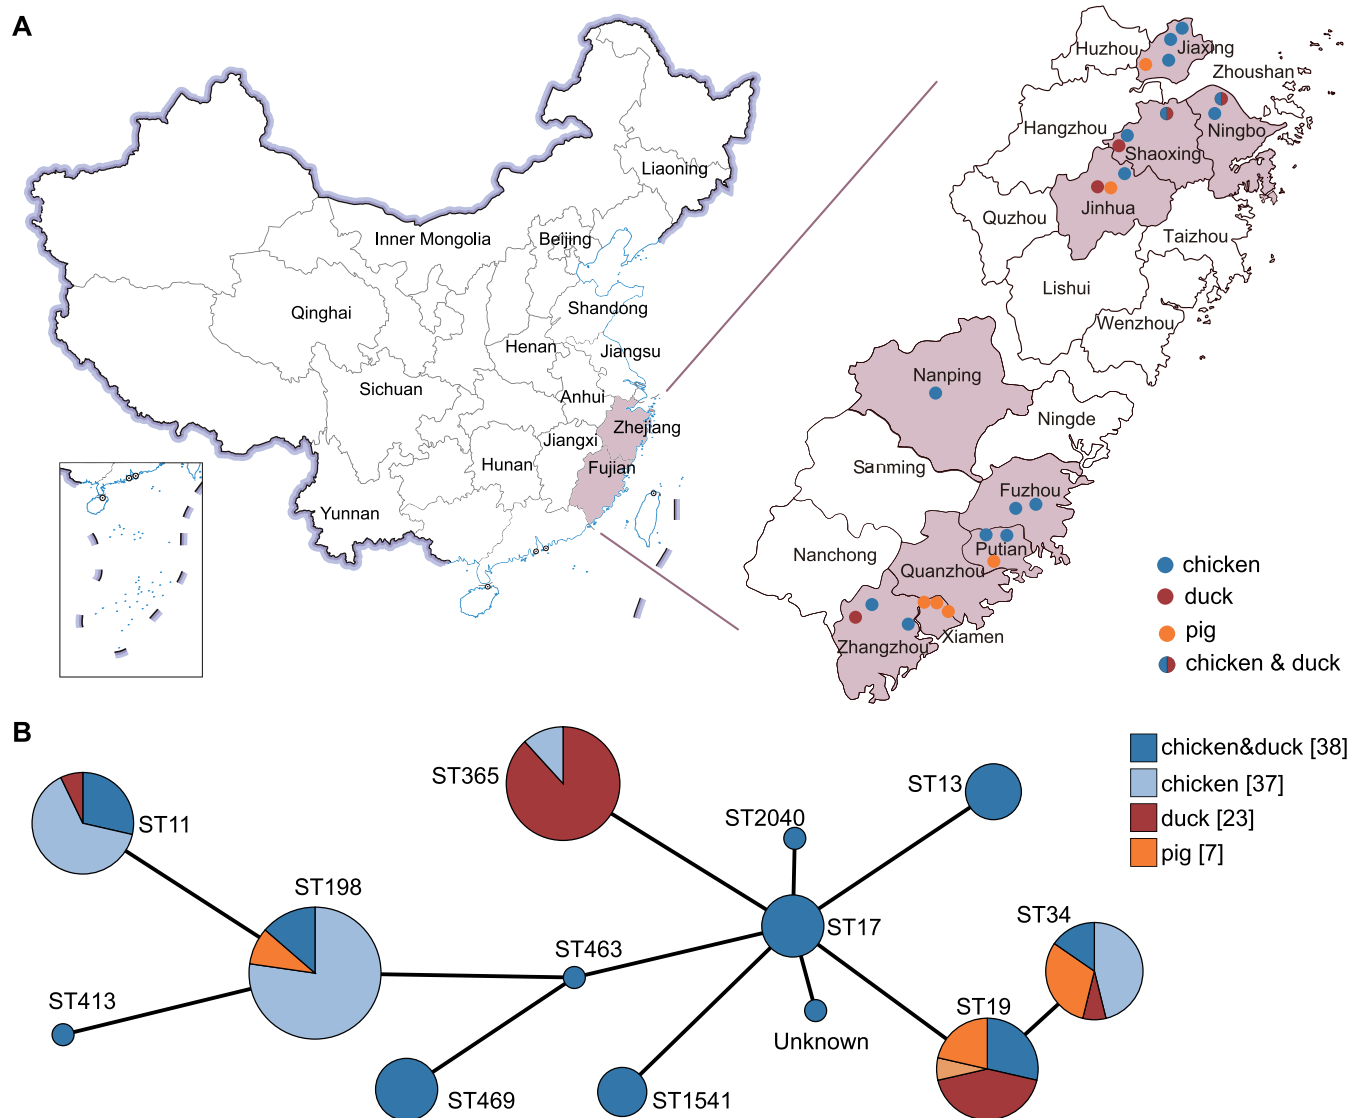 A
Liaoning
Inner Mongolia
Beijing
Qinghai
Shandong
Henan
Jiangsu
Sichuan
Anhui
Zhejiang
Jiangxi
Hunan
Fujian
Yunnan
Huzhou
Jiaxing
Zhoushan
Hangzhou
Ningbo
Shaoxing
Jinhua
Quzhou
Taizhou
Lishui
Wenzhou
Nanping
Ningde
Sanming
Fuzhou
Putian
Nanchong
Quanzhou
Xiamen
Zhangzhou
chicken
duck
pig
chicken & duck
B
ST11
ST365
ST2040
ST13
ST198
ST17
ST34
ST463
ST413
ST19
Unknown
ST469
ST1541
chicken&duck [38]
chicken [37]
duck [23]
pig [7]